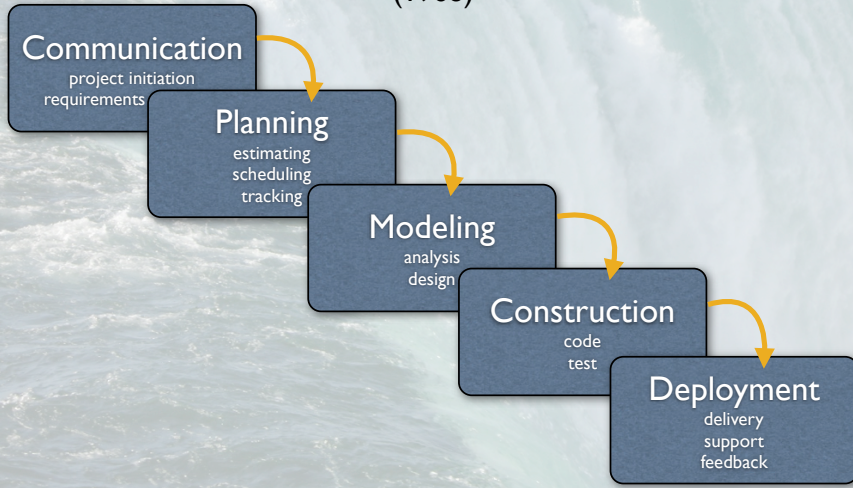 Communication
project initiation
requirements
Planning
estimating
scheduling
tracking
Modeling
analysis
design
Construction
code
test
Deployment
delivery
support
feedback